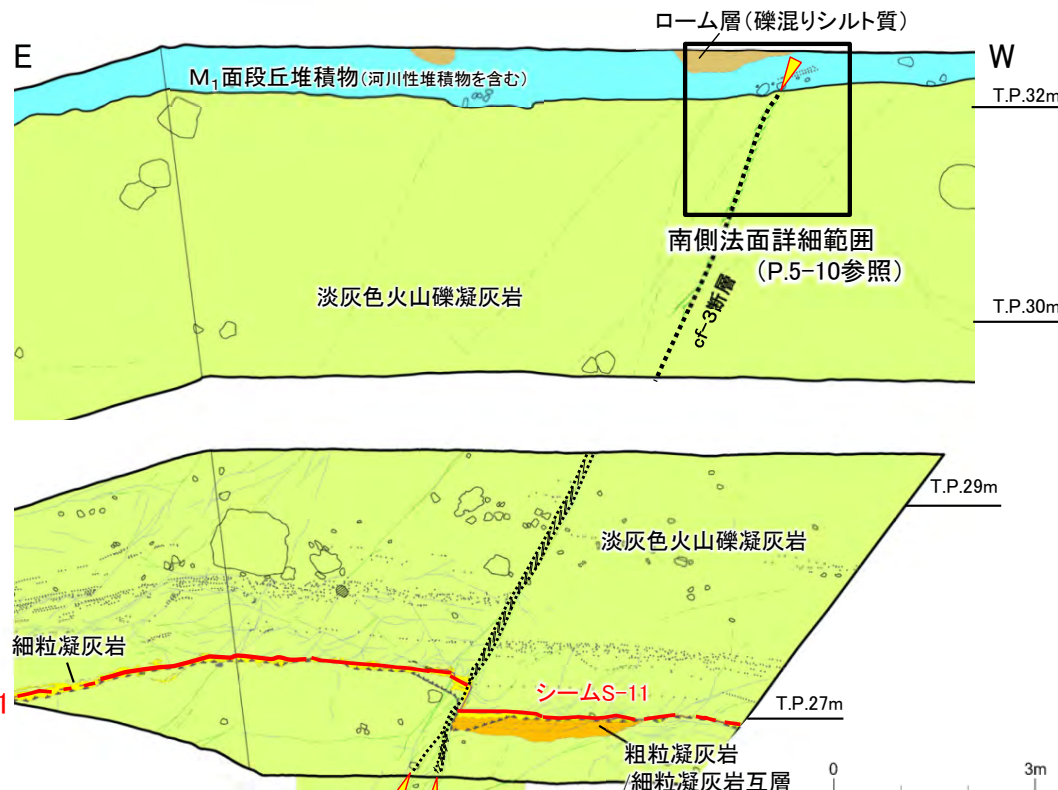 ローム層(礫混りシルト質)
E
W
M₁面段丘堆積物(河川性堆積物を含む)
T.P.32m
南側法面詳細範囲
(P.5-10参照)
淡灰色火山礫凝灰岩
cf-3断層
T.P.30m
T.P.29m
淡灰色火山礫凝灰岩
細粒凝灰岩
シームS-11
1
T.P.27m
粗粒凝灰岩
/細粒凝灰岩互層
0
3m